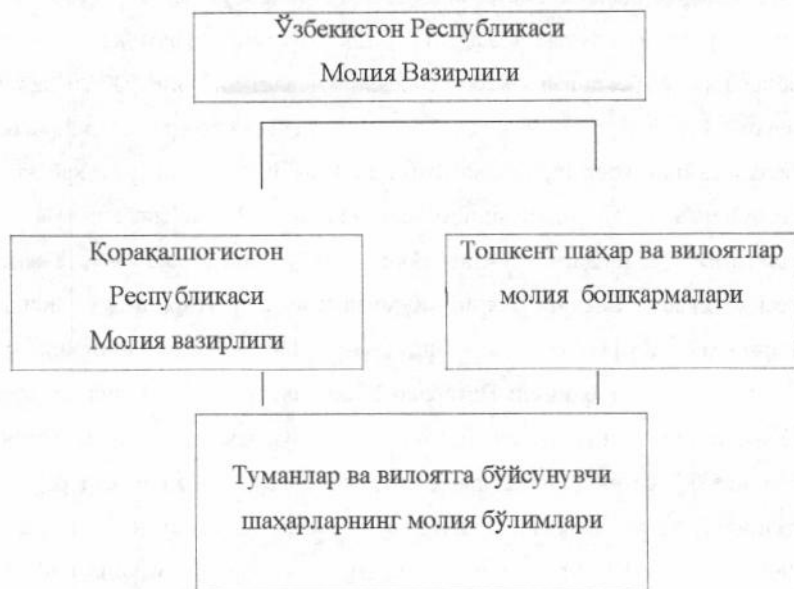 Ўзбекистон Республикаси
Молия Вазирлиги
Қорақалпоғистон
Республикаси
Молия вазирлиги
Тошкент шаҳар ва вилоятлар
молия бошқармалари
Туманлар ва вилоятга бўйсунувчи
шаҳарларнинг молия бўлимлари